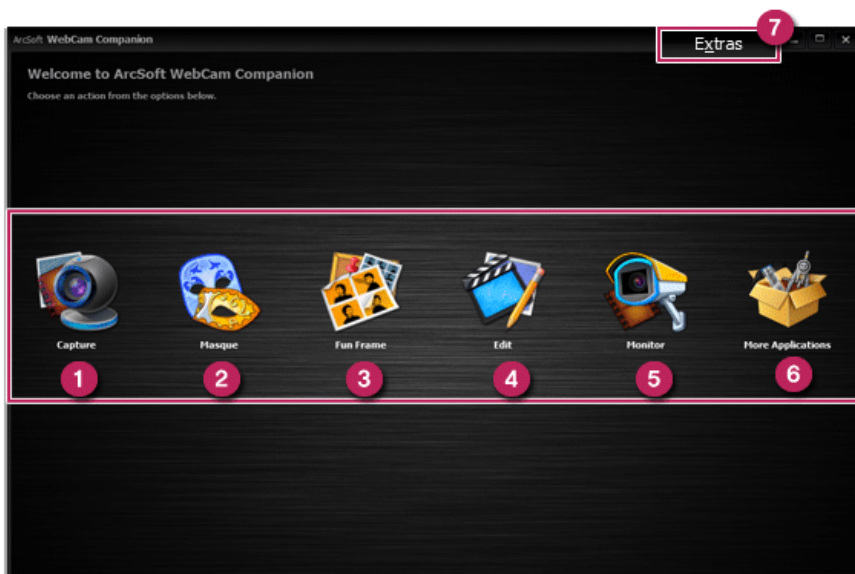 7
ArcSoft WebCam Companion
Extras
Welcome to ArcSoft WebCam Companion
Choose an action from the options below.
Capture
Masque
Fun Frame
Edit
Monitor
More Applications
1
2
3
4
5
6